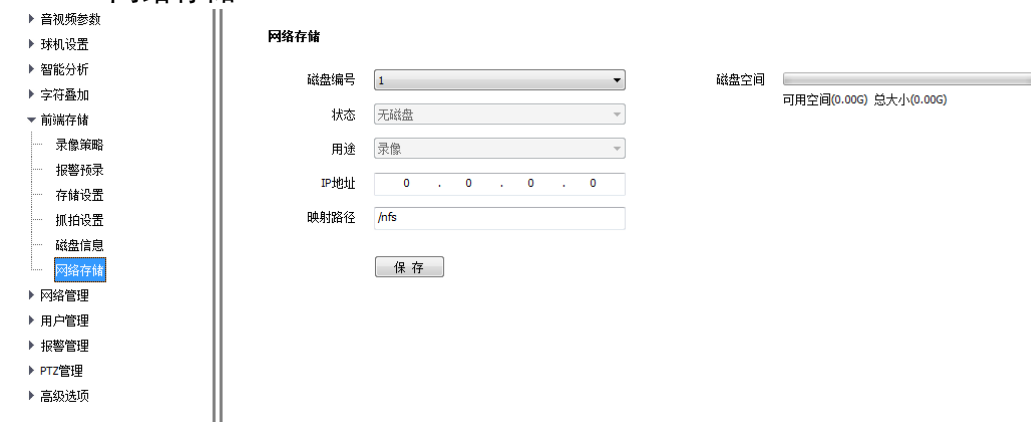 音视频参数
球机设置
智能分析
字符叠加
前端存储
录像策略
报警预录
存储设置
抓拍设置
磁盘信息
网络存储
网络管理
用户管理
报警管理
PTZ管理
高级选项
网络存储
磁盘编号 1
状态 无磁盘
用途 录像
IP地址 0 . 0 . 0 . 0
映射路径 /nfs
保存
磁盘空间
可用空间(0.00G) 总大小(0.00G)